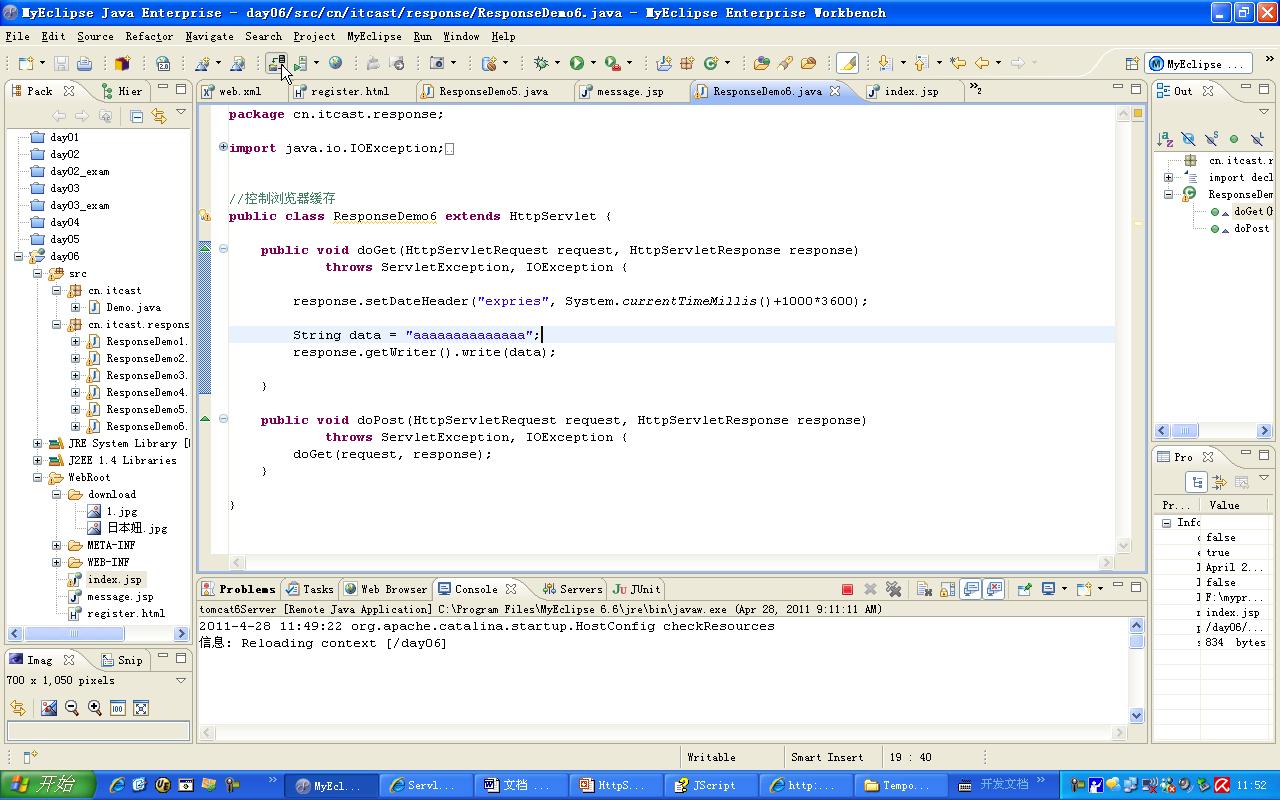 MyEclipse Java Enterprise - day06/src/cn/itcast/response/ResponseDemo6.java - MyEclipse Enterprise Workbench
File Edit Source Refactor Navigate Search Project MyEclipse Run Window Help
MyEclipse ...
Pack Hier
web.xml register.html ResponseDemo5.java message.jsp ResponseDemo6.java index.jsp »2
Out
day01
day02
day02_exam
day03
day03_exam
day04
day05
day06
src
cn.itcast
Demo.java
cn.itcast.respon
ResponseDemo1.
ResponseDemo2.
ResponseDemo3.
ResponseDemo4.
ResponseDemo5.
ResponseDemo6.
JRE System Library [
J2EE 1.4 Libraries
WebRoot
download
1.jpg
日本妞.jpg
META-INF
WEB-INF
index.jsp
message.jsp
register.html
package cn.itcast.response;
import java.io.IOException;
//控制浏览器缓存
public class ResponseDemo6 extends HttpServlet {
public void doGet(HttpServletRequest request, HttpServletResponse response)
throws ServletException, IOException {
response.setDateHeader("expries", System.currentTimeMillis()+1000*3600);
String data = "aaaaaaaaaaaaaa";
response.getWriter().write(data);
}
public void doPost(HttpServletRequest request, HttpServletResponse response)
throws ServletException, IOException {
doGet(request, response);
}
}
cn.itcast.r
import decl
ResponseDem
doGet(H
doPost
Pro
Pr... Value
Info
false
true
April 2...
false
F:\mypr...
index.jsp
/day06/...
834 bytes
Imag Snip
700 x 1,050 pixels
Problems Tasks Web Browser Console Servers JUnit
tomcat6Server [Remote Java Application] C:\Program Files\MyEclipse 6.6\jre\bin\javaw.exe (Apr 28, 2011 9:11:11 AM)
2011-4-28 11:49:22 org.apache.catalina.startup.HostConfig checkResources
信息: Reloading context [/day06]
Writable Smart Insert 19 : 40
开始 MyEcl... Servl... 文档 HttpS... JScript http:... Tempo... 开发文档 11:52